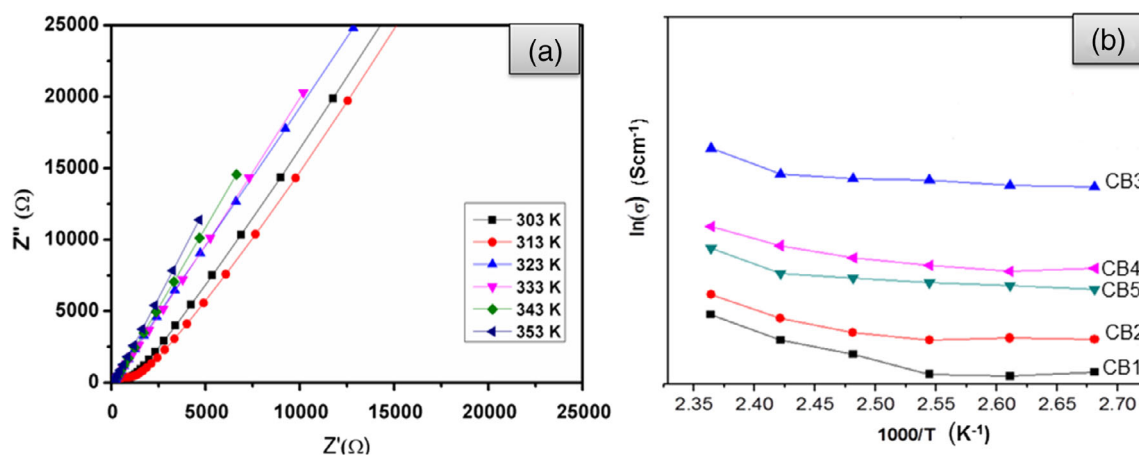 (a)
25000
20000
15000
10000
5000
0
Z''(Ω)
0 5000 10000 15000 20000 25000
Z'(Ω)
303 K
313 K
323 K
333 K
343 K
353 K
(b)
ln(σ) (Scm⁻¹)
CB3
CB4
CB5
CB2
CB1
2.35 2.40 2.45 2.50 2.55 2.60 2.65 2.70
1000/T (K⁻¹)